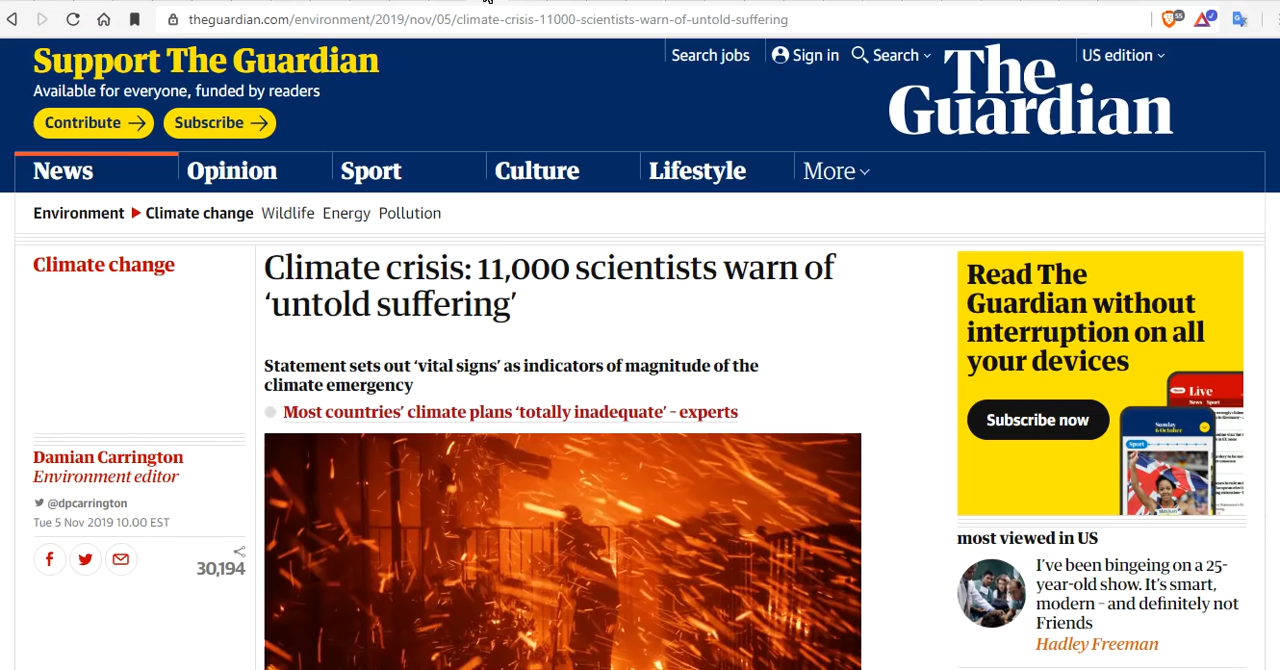 theguardian.com/environment/2019/nov/05/climate-crisis-11000-scientists-warn-of-untold-suffering
55
Support The Guardian
Available for everyone, funded by readers
Contribute
Subscribe
Search jobs
Sign in
Search
US edition
The
Guardian
News
Opinion
Sport
Culture
Lifestyle
More
Environment
Climate change
Wildlife
Energy
Pollution
Climate change
Climate crisis: 11,000 scientists warn of
‘untold suffering’
Statement sets out ‘vital signs’ as indicators of magnitude of the
climate emergency
Most countries’ climate plans ‘totally inadequate’ – experts
Damian Carrington
Environment editor
@dpcarrington
Tue 5 Nov 2019 10.00 EST
30,194
Read The
Guardian without
interruption on all
your devices
Subscribe now
Live
News Sport
Sunday
6 October
Sport
most viewed in US
I’ve been bingeing on a 25-
year-old show. It’s smart,
modern – and definitely not
Friends
Hadley Freeman